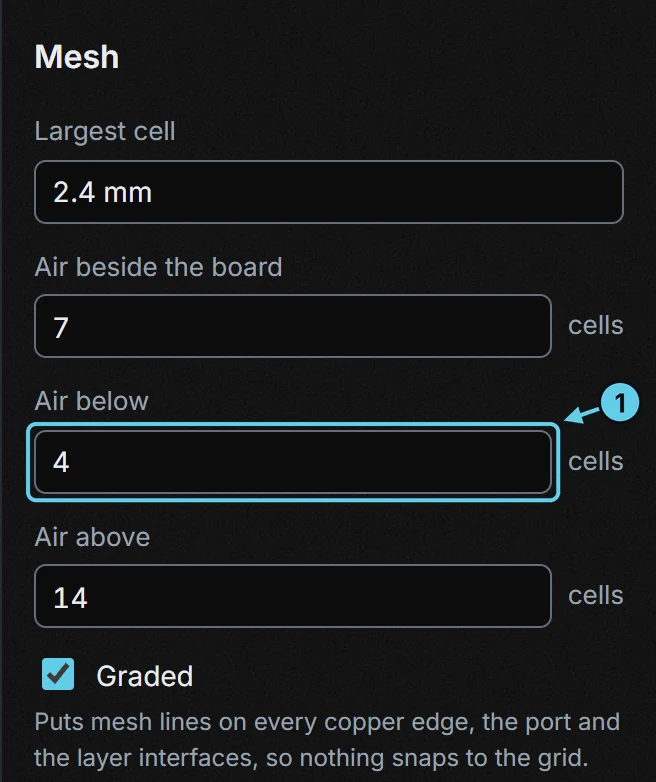 Mesh
Largest cell
2.4 mm
Air beside the board
7
cells
Air below
1
4
cells
Air above
14
cells
Graded
Puts mesh lines on every copper edge, the port and
the layer interfaces, so nothing snaps to the grid.